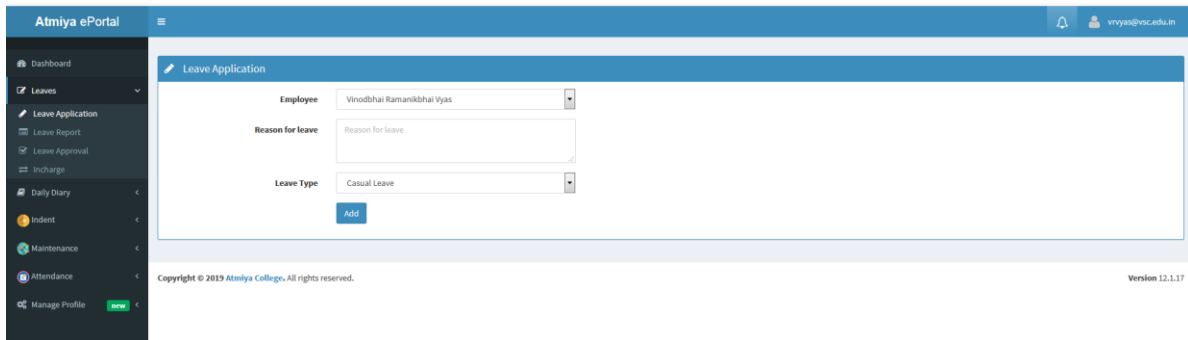 Atmiya ePortal
vrvyas@vsc.edu.in
Dashboard
Leaves
Leave Application
Leave Report
Leave Approval
Incharge
Daily Diary
Indent
Maintenance
Attendance
Manage Profile new
Leave Application
Employee Vinodbhai Ramanikbhai Vyas
Reason for leave Reason for leave
Leave Type Casual Leave
Add
Copyright © 2019 Atmiya College. All rights reserved.
Version 12.1.17